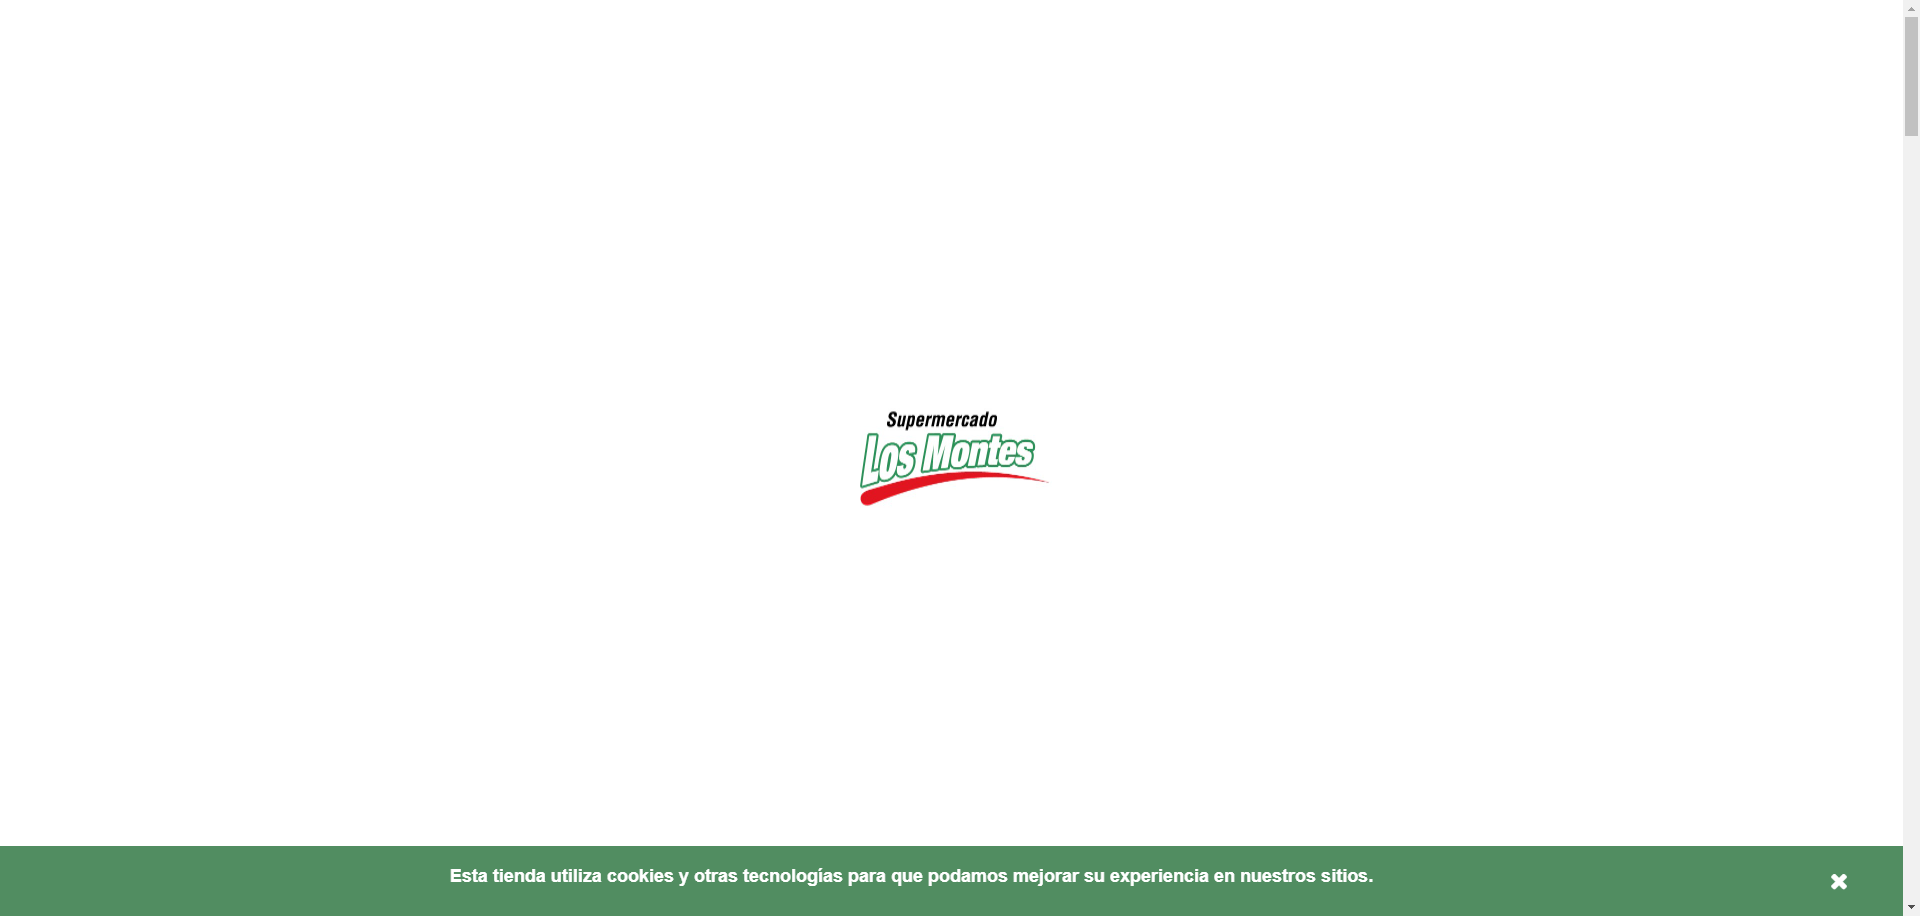 Supermercado
Los Montes
Esta tienda utiliza cookies y otras tecnologías para que podamos mejorar su experiencia en nuestros sitios.